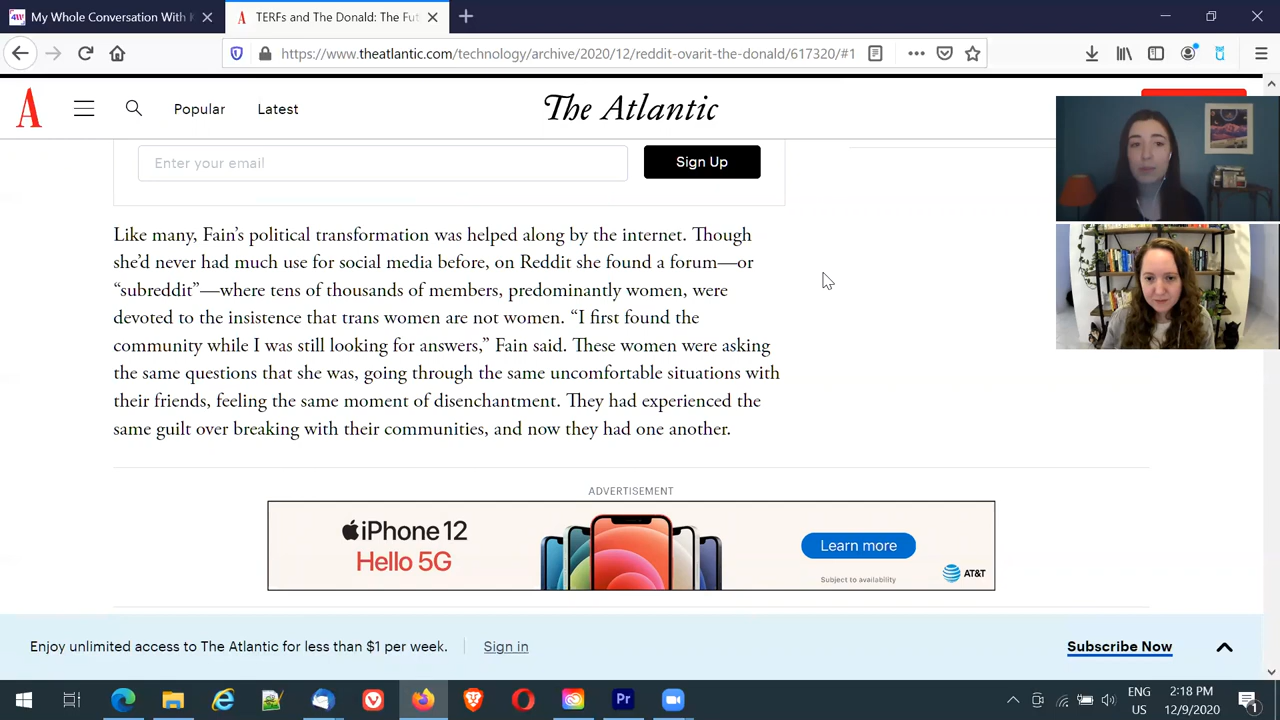 My Whole Conversation With
TERFs and The Donald: The Fut
https://www.theatlantic.com/technology/archive/2020/12/reddit-ovarit-the-donald/617320/#1
A
Popular
Latest
The Atlantic
Enter your email
Sign Up
Like many, Fain’s political transformation was helped along by the internet. Though
she’d never had much use for social media before, on Reddit she found a forum—or
“subreddit”—where tens of thousands of members, predominantly women, were
devoted to the insistence that trans women are not women. “I first found the
community while I was still looking for answers,” Fain said. These women were asking
the same questions that she was, going through the same uncomfortable situations with
their friends, feeling the same moment of disenchantment. They had experienced the
same guilt over breaking with their communities, and now they had one another.
ADVERTISEMENT
iPhone 12
Hello 5G
Learn more
Subject to availability
AT&T
Enjoy unlimited access to The Atlantic for less than $1 per week.
Sign in
Subscribe Now
Pr
ENG
US
2:18 PM
12/9/2020
1